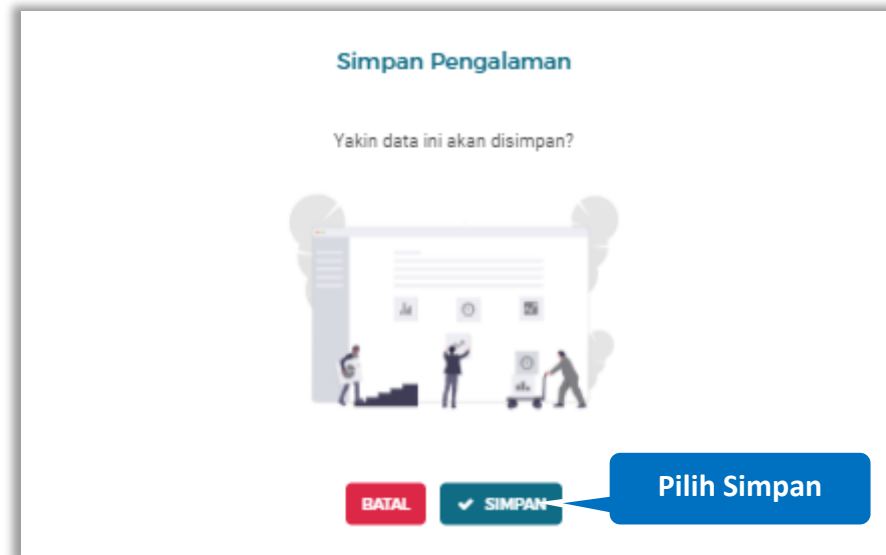 Simpan Pengalaman
Yakin data ini akan disimpan?
BATAL
SIMPAN
Pilih Simpan